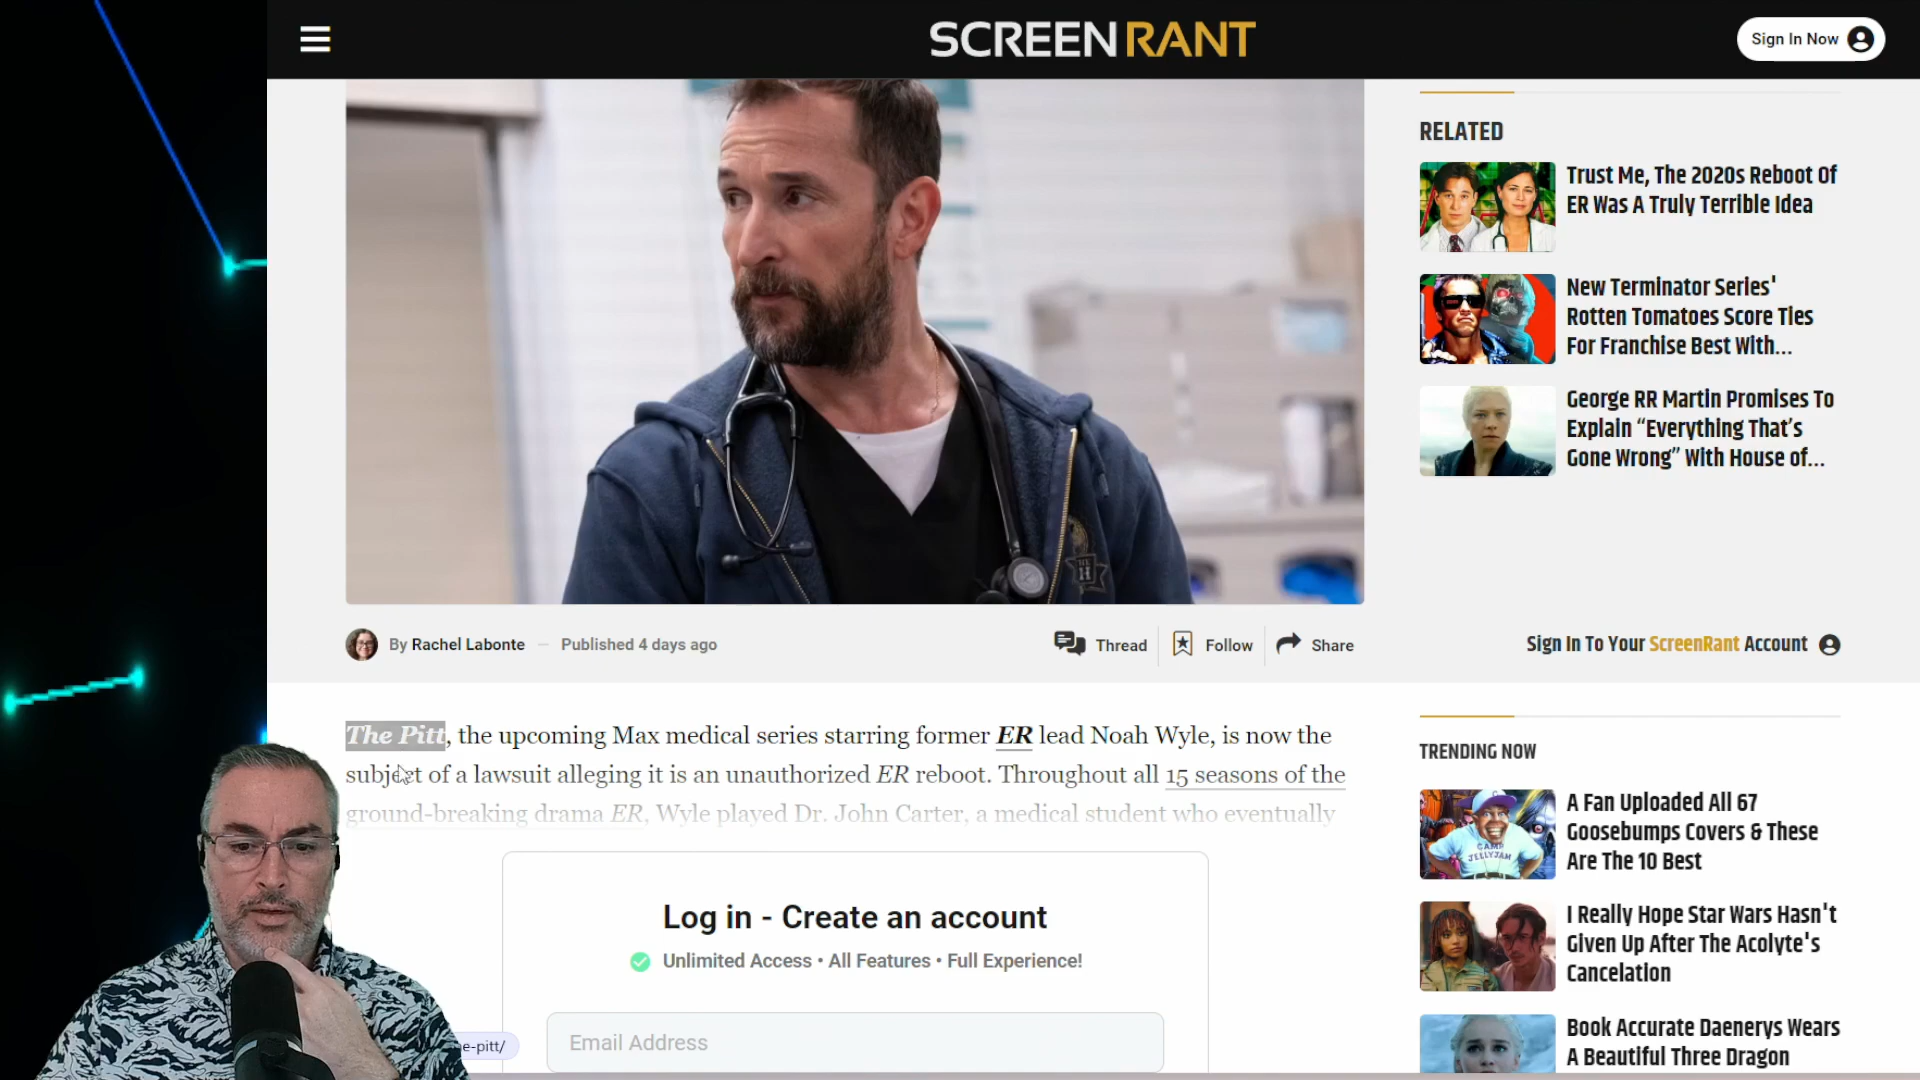 SCREENRANT
Sign In Now
RELATED
Trust Me, The 2020s Reboot Of
ER Was A Truly Terrible Idea
New Terminator Series'
Rotten Tomatoes Score Ties
For Franchise Best With...
George RR Martin Promises To
Explain “Everything That’s
Gone Wrong” With House of...
By Rachel Labonte — Published 4 days ago
Thread
Follow
Share
Sign In To Your ScreenRant Account
The Pitt, the upcoming Max medical series starring former ER lead Noah Wyle, is now the
subject of a lawsuit alleging it is an unauthorized ER reboot. Throughout all 15 seasons of the
ground-breaking drama ER, Wyle played Dr. John Carter, a medical student who eventually
Log in - Create an account
Unlimited Access • All Features • Full Experience!
Email Address
e-pitt/
TRENDING NOW
A Fan Uploaded All 67
Goosebumps Covers & These
Are The 10 Best
CAMP
JELLYJAM
I Really Hope Star Wars Hasn't
Given Up After The Acolyte's
Cancelation
Book Accurate Daenerys Wears
A Beautiful Three Dragon